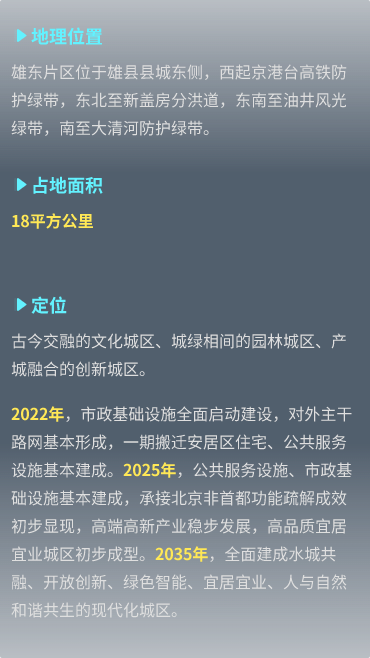 地理位置
雄东片区位于雄县县城东侧，西起京港台高铁防
护绿带，东北至新盖房分洪道，东南至油井风光
绿带，南至大清河防护绿带。
占地面积
18平方公里
定位
古今交融的文化城区、城绿相间的园林城区、产
城融合的创新城区。
2022年，市政基础设施全面启动建设，对外主干
路网基本形成，一期搬迁安居区住宅、公共服务
设施基本建成。2025年，公共服务设施、市政基
础设施基本建成，承接北京非首都功能疏解成效
初步显现，高端高新产业稳步发展，高品质宜居
宜业城区初步成型。2035年，全面建成水城共
融、开放创新、绿色智能、宜居宜业、人与自然
和谐共生的现代化城区。